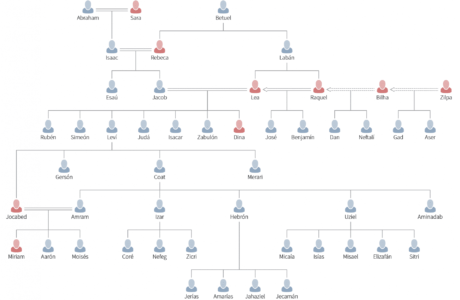 Abraham Sara Betuel
Isaac Rebeca Labán
Esaú Jacob Lea Raquel Bilha Zilpa
Rubén Simeón Leví Judá Isacar Zabulón Dina José Benjamín Dan Neftalí Gad Aser
Gersón Coat Merari
Jocabed Amram Izar Hebrón Uziel Aminadab
Miriam Aarón Moisés Coré Nefeg Zicri Micaía Isías Misael Elizafán Sitri
Jerías Amarías Jahaziel Jecamán